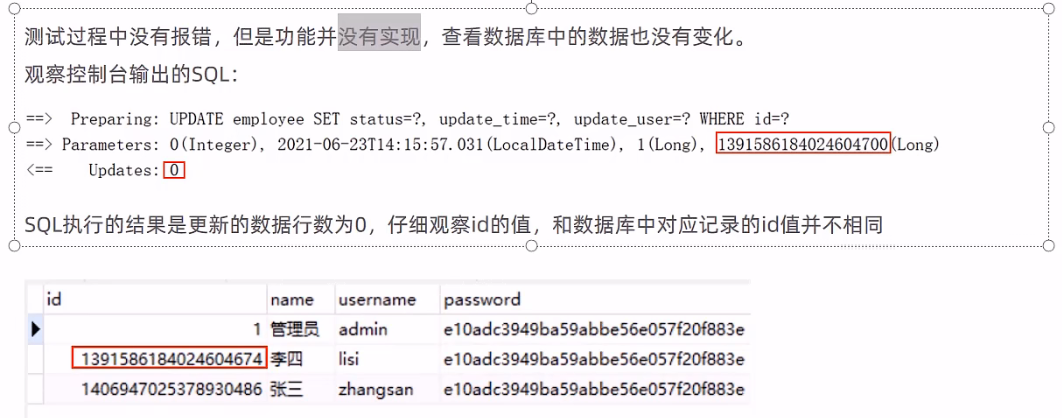 测试过程中没有报错，但是功能并没有实现，查看数据库中的数据也没有变化。
观察控制台输出的SQL：
==>  Preparing: UPDATE employee SET status=?, update_time=?, update_user=? WHERE id=?
==> Parameters: 0(Integer), 2021-06-23T14:15:57.031(LocalDateTime), 1(Long), 1391586184024604700(Long)
<==    Updates: 0
SQL执行的结果是更新的数据行数为0，仔细观察id的值，和数据库中对应记录的id值并不相同
id name username password
1 管理员 admin e10adc3949ba59abbe56e057f20f883e
1391586184024604674 李四 lisi e10adc3949ba59abbe56e057f20f883e
1406947025378930486 张三 zhangsan e10adc3949ba59abbe56e057f20f883e